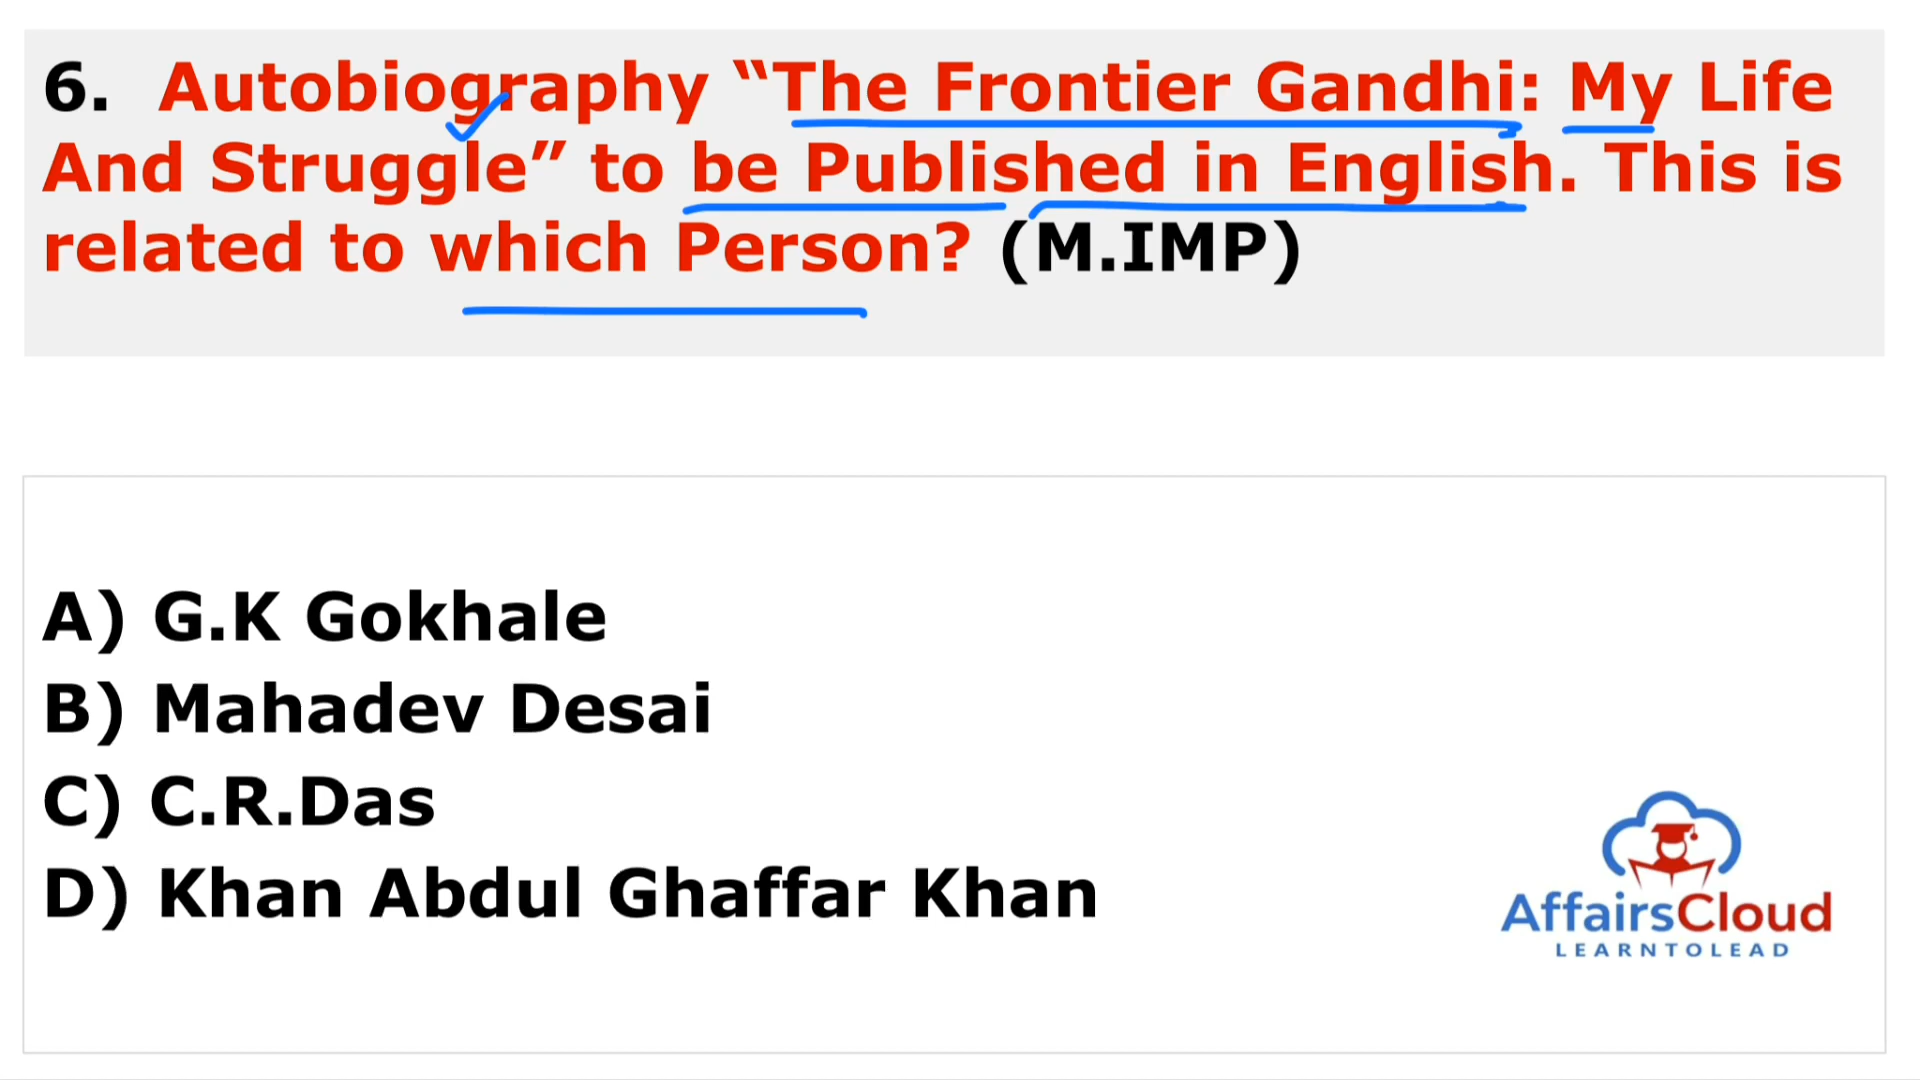 6. Autobiography “The Frontier Gandhi: My Life
And Struggle” to be Published in English. This is
related to which Person? (M.IMP)
A) G.K Gokhale
B) Mahadev Desai
C) C.R.Das
D) Khan Abdul Ghaffar Khan
AffairsCloud
LEARNTOLEAD